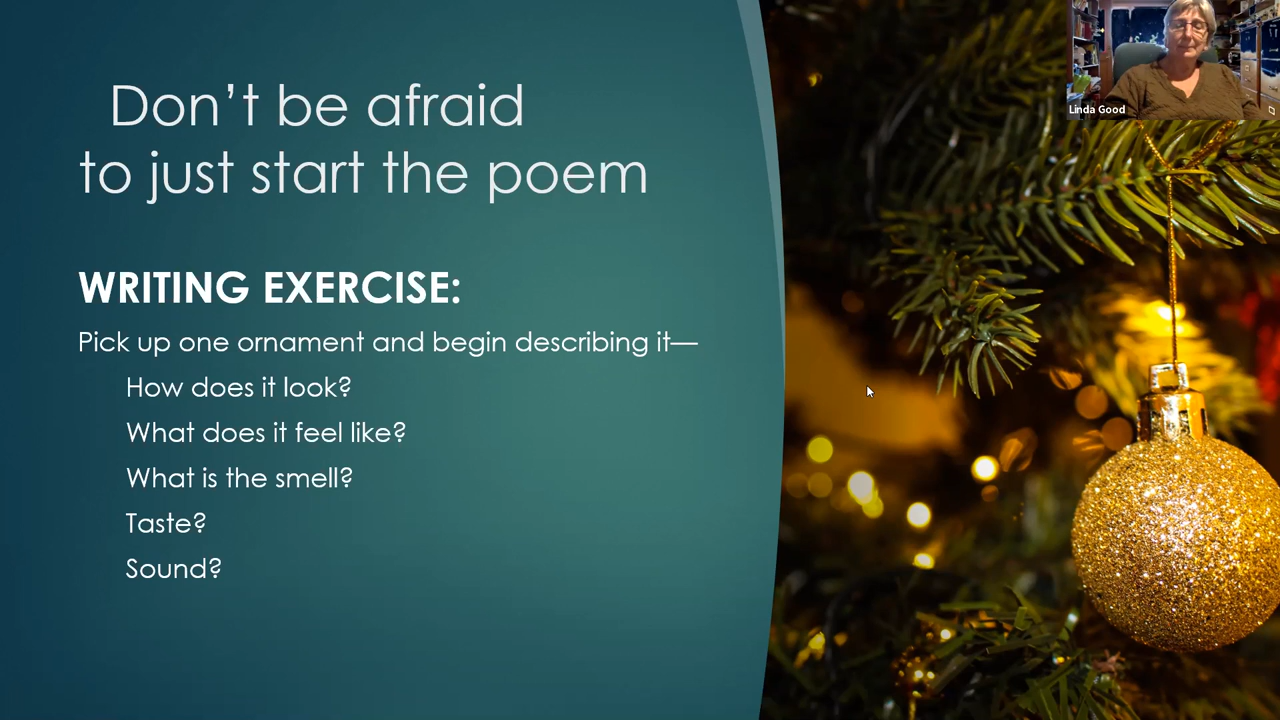 Don’t be afraid
to just start the poem
WRITING EXERCISE:
Pick up one ornament and begin describing it—
How does it look?
What does it feel like?
What is the smell?
Taste?
Sound?
Linda Good